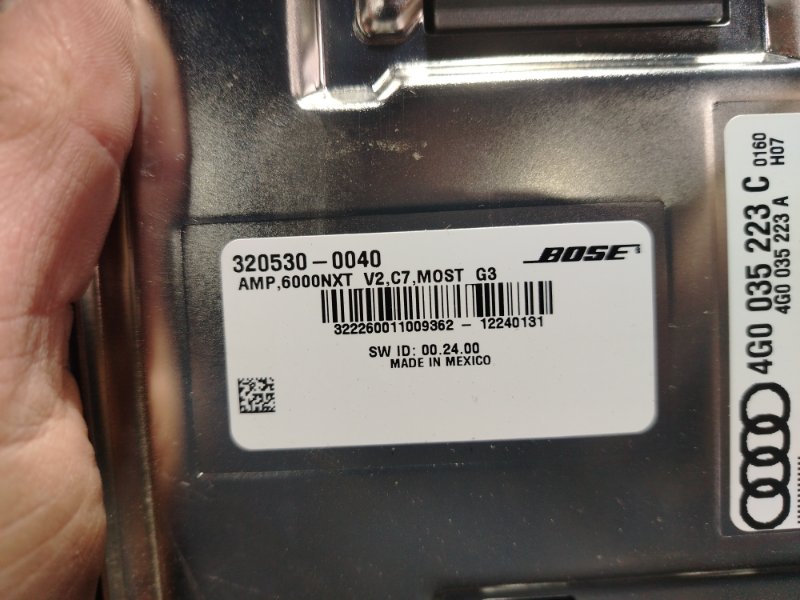 320530-0040
BOSE
AMP,6000NXT V2,C7,MOST G3
322260011009362 - 12240131
SW ID: 00.24.00
MADE IN MEXICO
4G0 035 223 C
0160
H07
4G0 035 223 A